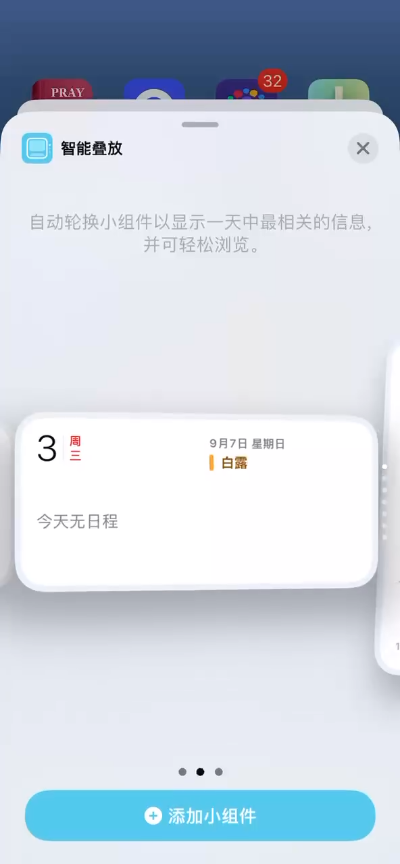 PRAY
32
智能叠放
自动轮换小组件以显示一天中最相关的信息,
并可轻松浏览。
3
周
三
9月7日 星期日
白露
今天无日程
添加小组件